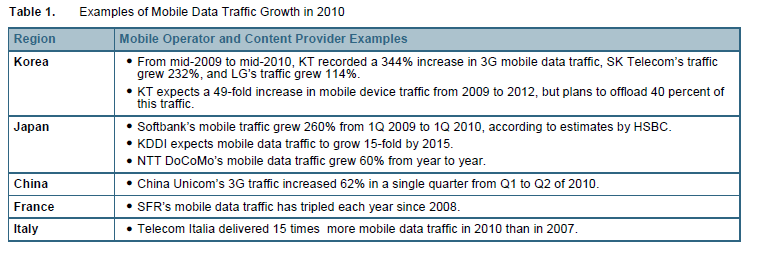 Table 1. Examples of Mobile Data Traffic Growth in 2010
Region Mobile Operator and Content Provider Examples
Korea • From mid-2009 to mid-2010, KT recorded a 344% increase in 3G mobile data traffic, SK Telecom's traffic
grew 232%, and LG's traffic grew 114%.
• KT expects a 49-fold increase in mobile device traffic from 2009 to 2012, but plans to offload 40 percent of
this traffic.
Japan • Softbank's mobile traffic grew 260% from 1Q 2009 to 1Q 2010, according to estimates by HSBC.
• KDDI expects mobile data traffic to grow 15-fold by 2015.
• NTT DoCoMo's mobile data traffic grew 60% from year to year.
China • China Unicom's 3G traffic increased 62% in a single quarter from Q1 to Q2 of 2010.
France • SFR's mobile data traffic has tripled each year since 2008.
Italy • Telecom Italia delivered 15 times more mobile data traffic in 2010 than in 2007.